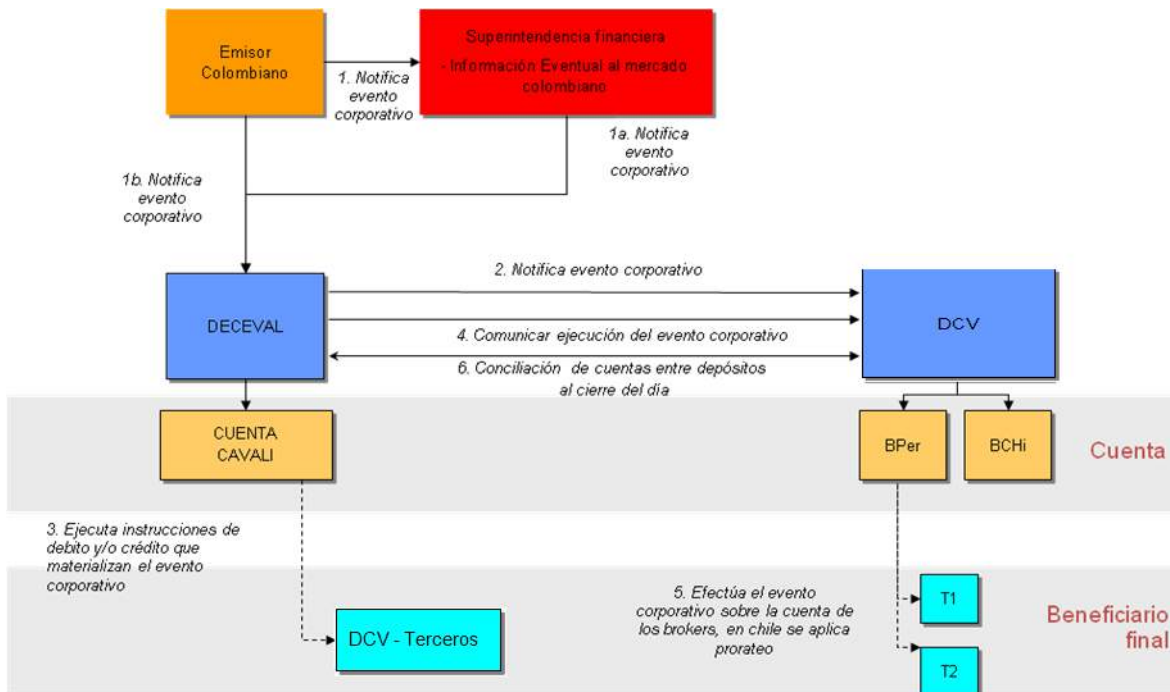 Emisor
Colombiano
Superintendencia financiera
- Información Eventual al mercado
colombiano
1. Notifica
evento
corporativo
1a. Notifica
evento
corporativo
1b. Notifica
evento
corporativo
DECEVAL
2. Notifica evento corporativo
4. Comunicar ejecución del evento corporativo
6. Conciliación de cuentas entre depósitos
al cierre del día
DCV
CUENTA
CAVALI
BPer
BCHi
Cuenta
3. Ejecuta instrucciones de
debito y/o crédito que
materializan el evento
corporativo
DCV - Terceros
5. Efectúa el evento
corporativo sobre la cuenta de
los brokers, en chile se aplica
prorateo
T1
T2
Beneficiario
final